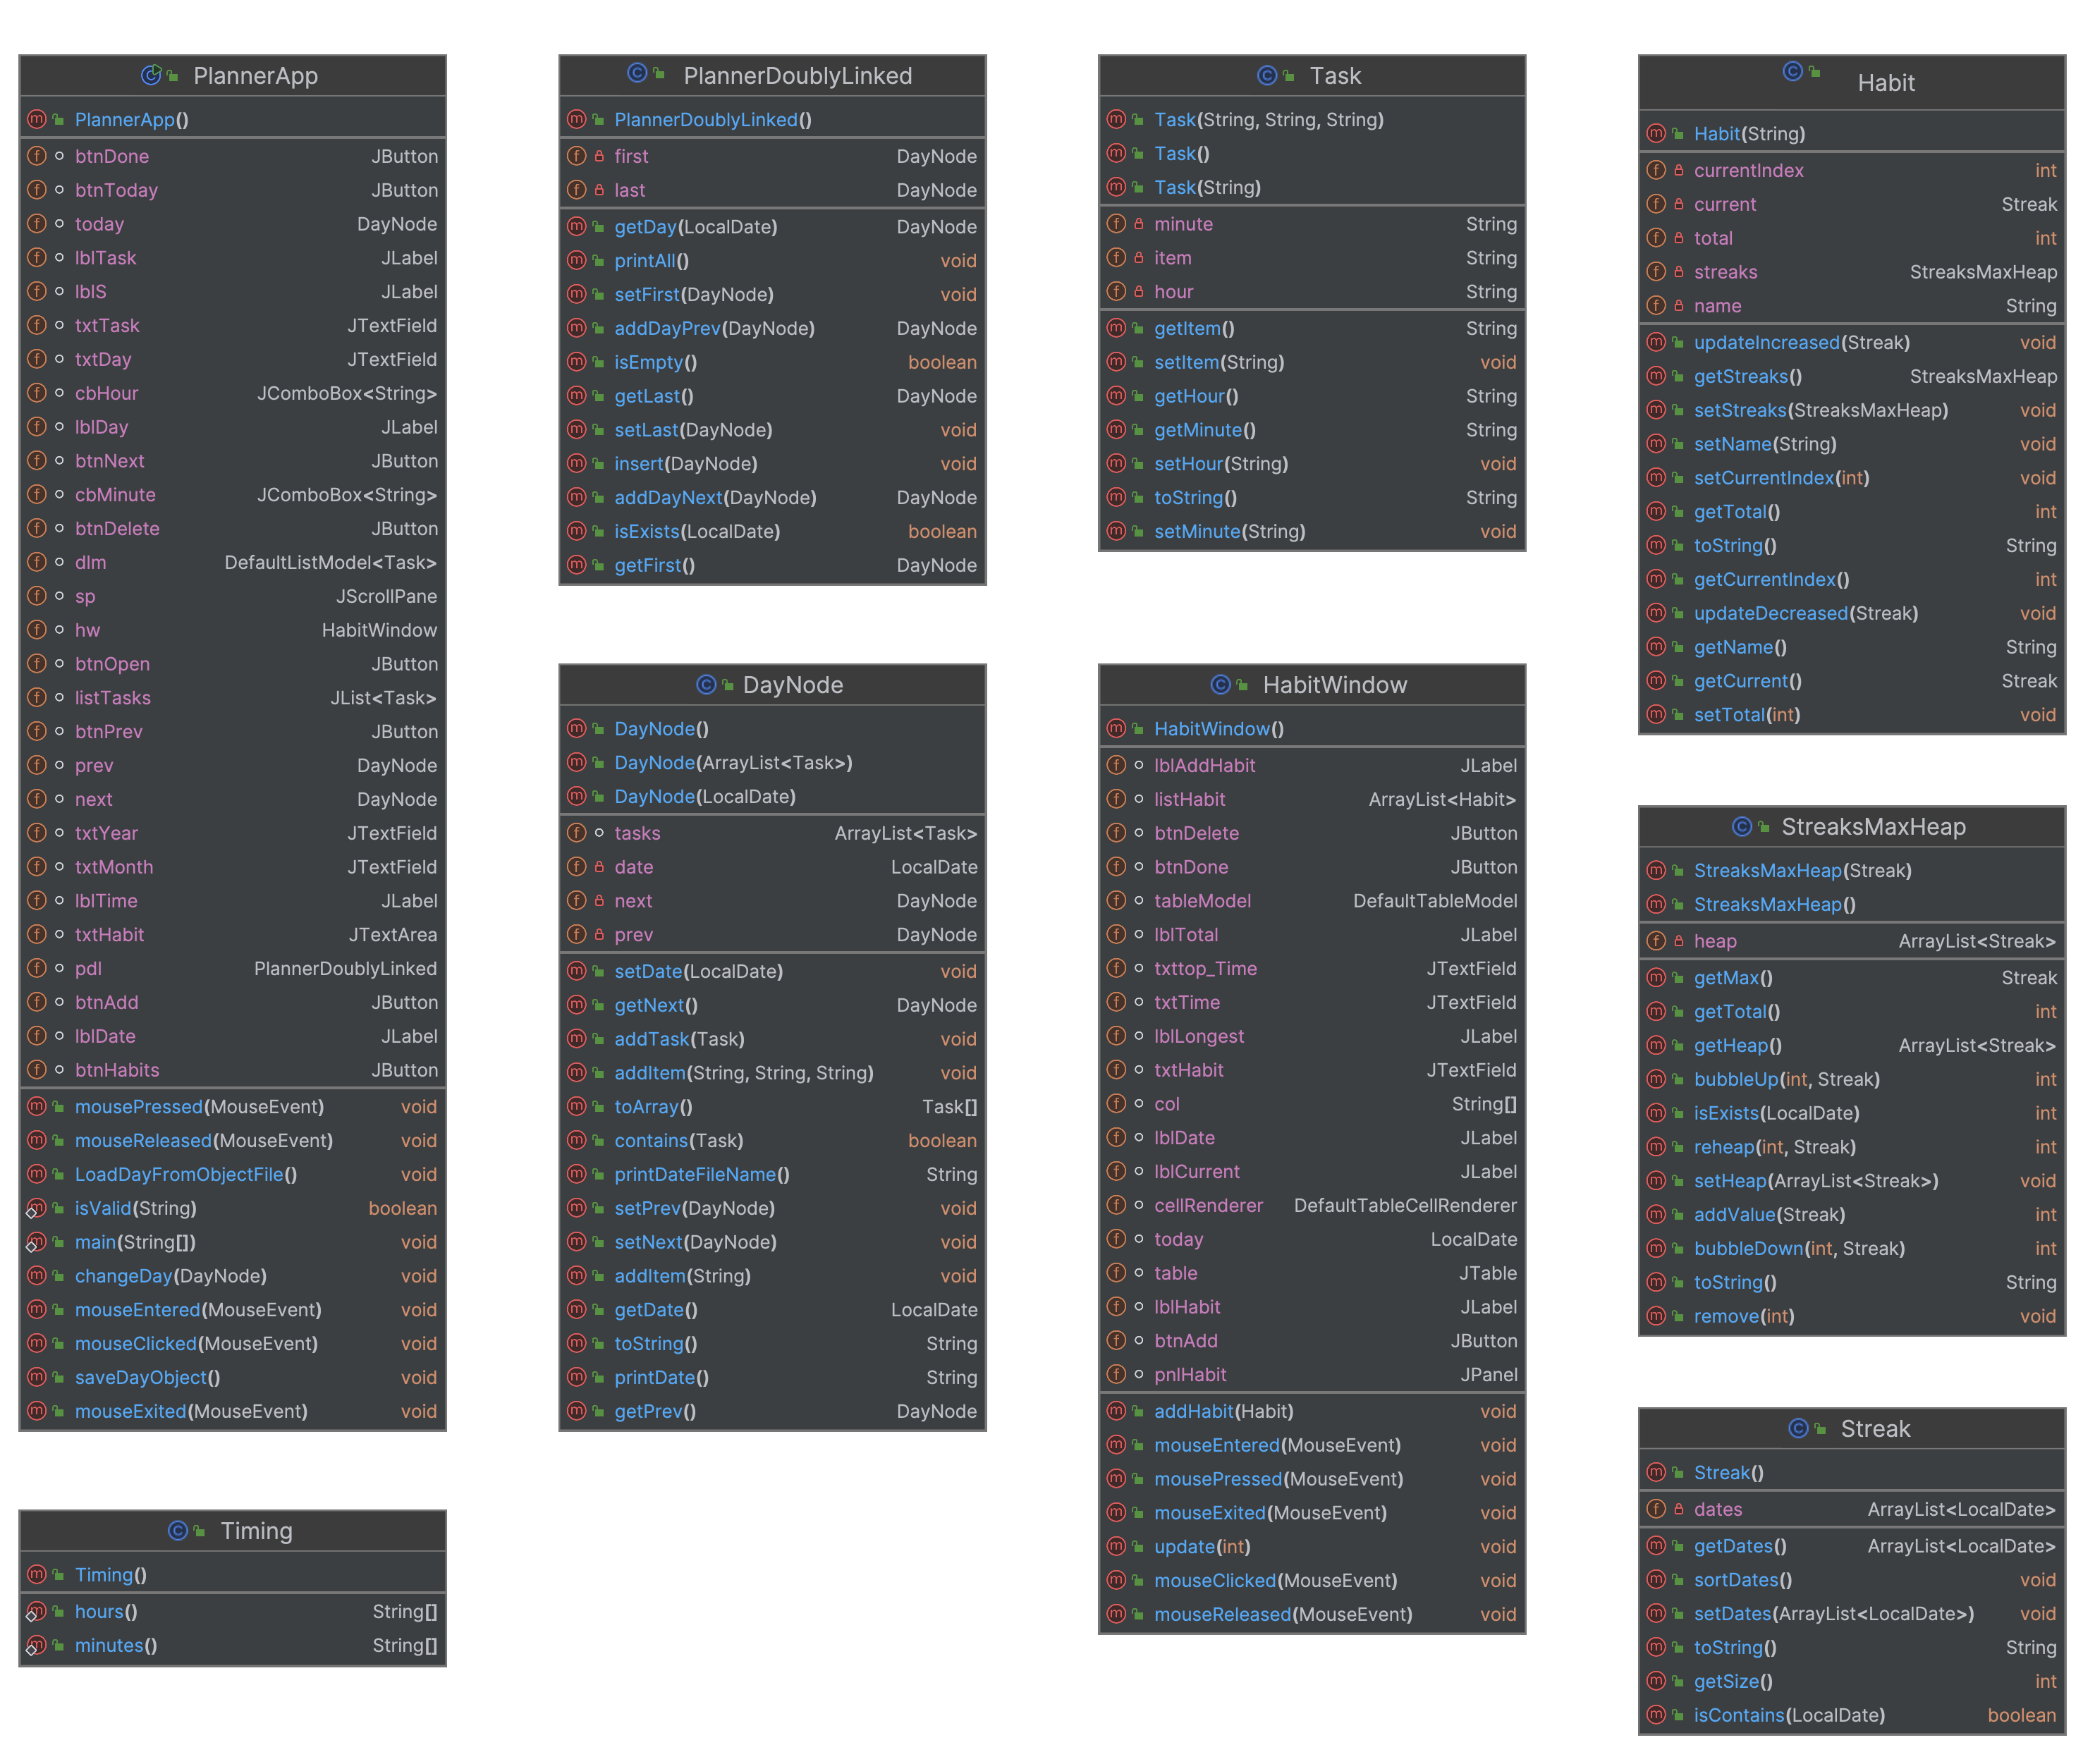 PlannerApp
PlannerApp()
btnDone JButton
btnToday JButton
today DayNode
lblTask JLabel
lblS JLabel
txtTask JTextField
txtDay JTextField
cbHour JComboBox<String>
lblDay JLabel
btnNext JButton
cbMinute JComboBox<String>
btnDelete JButton
dlm DefaultListModel<Task>
sp JScrollPane
hw HabitWindow
btnOpen JButton
listTasks JList<Task>
btnPrev JButton
prev DayNode
next DayNode
txtYear JTextField
txtMonth JTextField
lblTime JLabel
txtHabit JTextArea
pdl PlannerDoublyLinked
btnAdd JButton
lblDate JLabel
btnHabits JButton
mousePressed(MouseEvent) void
mouseReleased(MouseEvent) void
LoadDayFromObjectFile() void
isValid(String) boolean
main(String[]) void
changeDay(DayNode) void
mouseEntered(MouseEvent) void
mouseClicked(MouseEvent) void
saveDayObject() void
mouseExited(MouseEvent) void
Timing
Timing()
hours() String[]
minutes() String[]
PlannerDoublyLinked
PlannerDoublyLinked()
first DayNode
last DayNode
getDay(LocalDate) DayNode
printAll() void
setFirst(DayNode) void
addDayPrev(DayNode) DayNode
isEmpty() boolean
getLast() DayNode
setLast(DayNode) void
insert(DayNode) void
addDayNext(DayNode) DayNode
isExists(LocalDate) boolean
getFirst() DayNode
DayNode
DayNode()
DayNode(ArrayList<Task>)
DayNode(LocalDate)
tasks ArrayList<Task>
date LocalDate
next DayNode
prev DayNode
setDate(LocalDate) void
getNext() DayNode
addTask(Task) void
addItem(String, String, String) void
toArray() Task[]
contains(Task) boolean
printDateFileName() String
setPrev(DayNode) void
setNext(DayNode) void
addItem(String) void
getDate() LocalDate
toString() String
printDate() String
getPrev() DayNode
Task
Task(String, String, String)
Task()
Task(String)
minute String
item String
hour String
getItem() String
setItem(String) void
getHour() String
getMinute() String
setHour(String) void
toString() String
setMinute(String) void
HabitWindow
HabitWindow()
lblAddHabit JLabel
listHabit ArrayList<Habit>
btnDelete JButton
btnDone JButton
tableModel DefaultTableModel
lblTotal JLabel
txttop_Time JTextField
txtTime JTextField
lblLongest JLabel
txtHabit JTextField
col String[]
lblDate JLabel
lblCurrent JLabel
cellRenderer DefaultTableCellRenderer
today LocalDate
table JTable
lblHabit JLabel
btnAdd JButton
pnlHabit JPanel
addHabit(Habit) void
mouseEntered(MouseEvent) void
mousePressed(MouseEvent) void
mouseExited(MouseEvent) void
update(int) void
mouseClicked(MouseEvent) void
mouseReleased(MouseEvent) void
Habit
Habit(String)
currentIndex int
current Streak
total int
streaks StreaksMaxHeap
name String
updateIncreased(Streak) void
getStreaks() StreaksMaxHeap
setStreaks(StreaksMaxHeap) void
setName(String) void
setCurrentIndex(int) void
getTotal() int
toString() String
getCurrentIndex() int
updateDecreased(Streak) void
getName() String
getCurrent() Streak
setTotal(int) void
StreaksMaxHeap
StreaksMaxHeap(Streak)
StreaksMaxHeap()
heap ArrayList<Streak>
getMax() Streak
getTotal() int
getHeap() ArrayList<Streak>
bubbleUp(int, Streak) int
isExists(LocalDate) int
reheap(int, Streak) int
setHeap(ArrayList<Streak>) void
addValue(Streak) int
bubbleDown(int, Streak) int
toString() String
remove(int) void
Streak
Streak()
dates ArrayList<LocalDate>
getDates() ArrayList<LocalDate>
sortDates() void
setDates(ArrayList<LocalDate>) void
toString() String
getSize() int
isContains(LocalDate) boolean